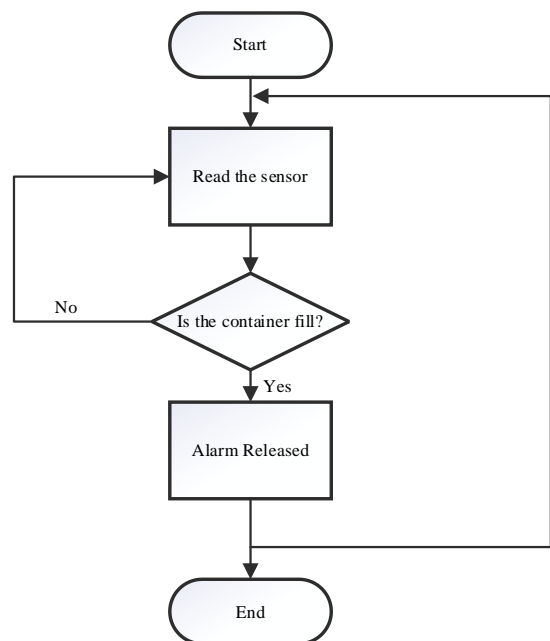 Start
Read the sensor
Is the container fill?
No
Yes
Alarm Released
End